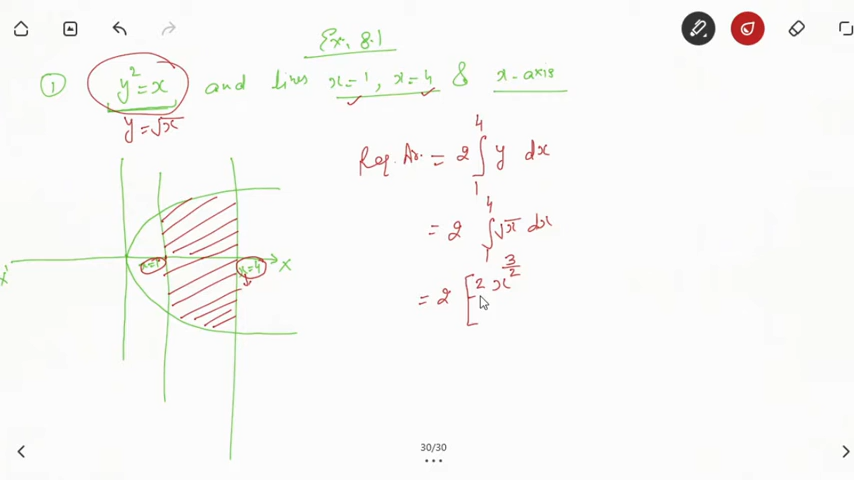 Ex. 8.1
① y² = x and lines x=1, x=4 & x-axis
y = √x
Req. Ar. = 2 ∫₁⁴ y dx
= 2 ∫₁⁴ √x dx
= 2 [ 2 x^(3/2)
x=1
x=4
X
X'
30/30